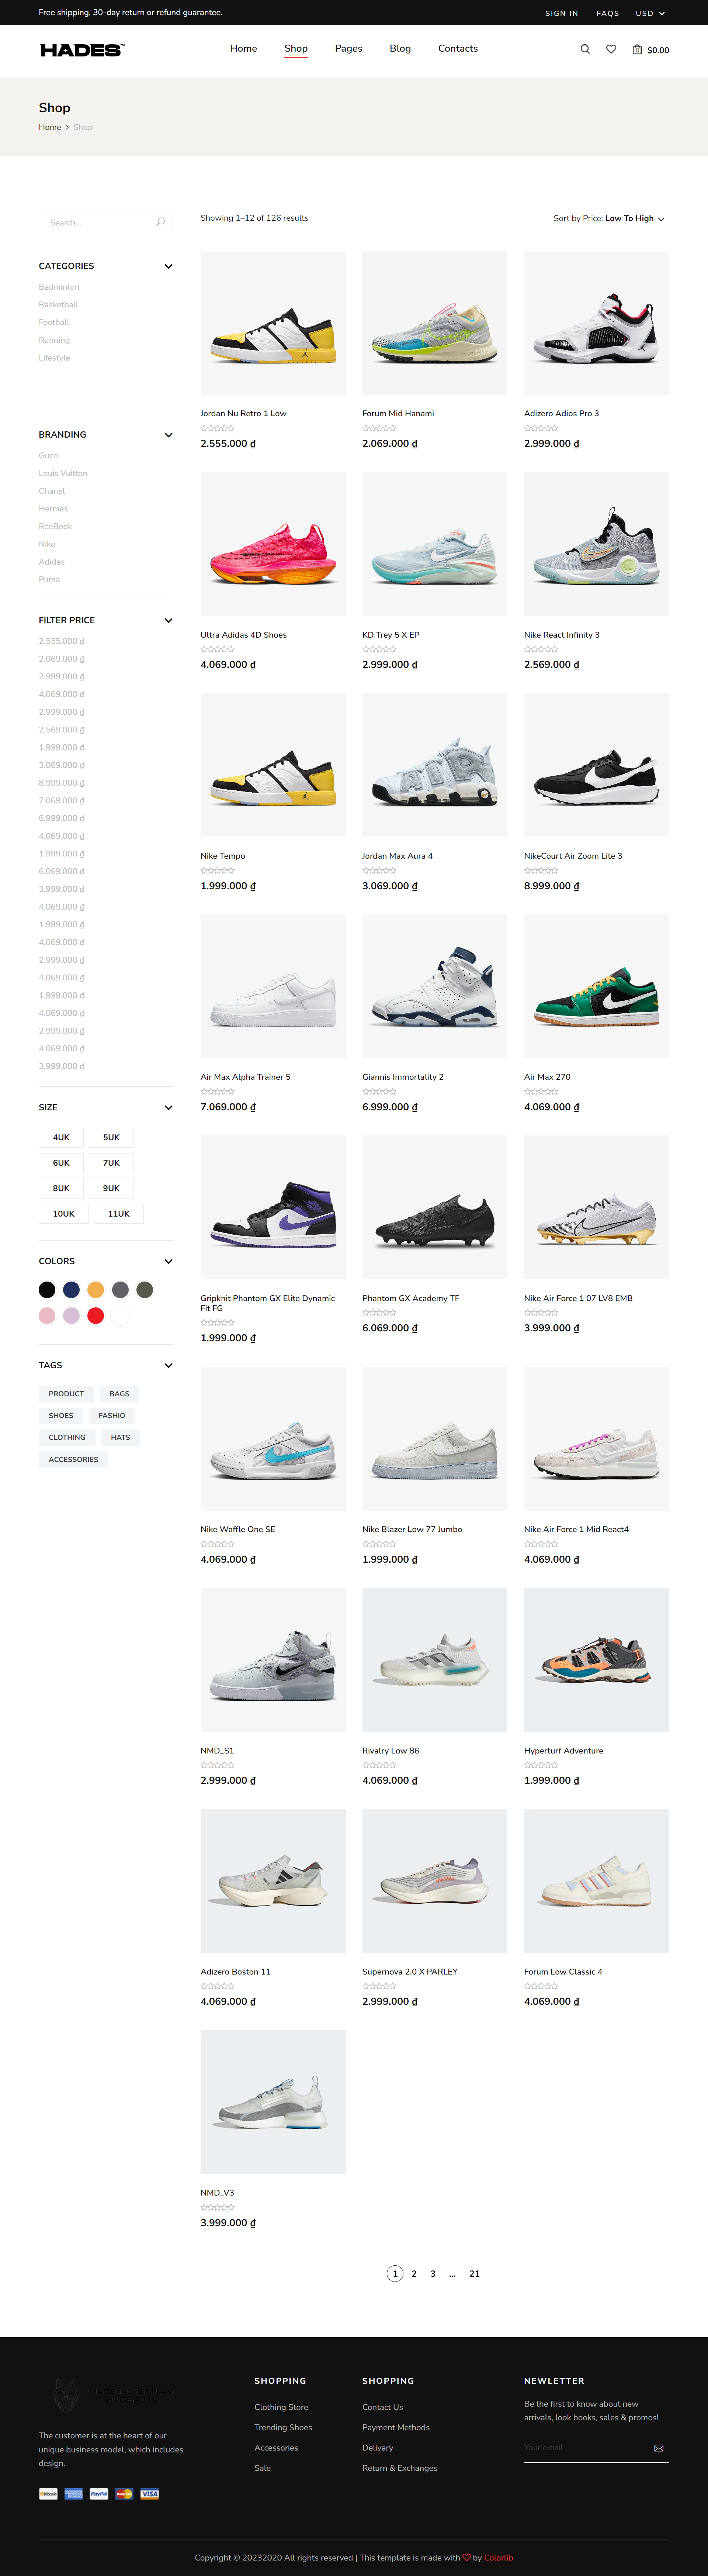 Free shipping, 30-day return or refund guarantee.
SIGN IN FAQS USD
HADES
Home Shop Pages Blog Contacts
0 $0.00
Shop
Home Shop
Search...
Showing 1–12 of 126 results
Sort by Price: Low To High
CATEGORIES
Badminton
Basketball
Football
Running
Lifestyle
BRANDING
Gucci
Louis Vuitton
Chanel
Hermes
ReeBook
Nike
Adidas
Puma
FILTER PRICE
2.555.000 ₫
2.069.000 ₫
2.999.000 ₫
4.069.000 ₫
2.999.000 ₫
2.569.000 ₫
1.999.000 ₫
3.069.000 ₫
8.999.000 ₫
7.069.000 ₫
6.999.000 ₫
4.069.000 ₫
1.999.000 ₫
6.069.000 ₫
3.999.000 ₫
4.069.000 ₫
1.999.000 ₫
4.069.000 ₫
2.999.000 ₫
4.069.000 ₫
1.999.000 ₫
4.069.000 ₫
2.999.000 ₫
4.069.000 ₫
3.999.000 ₫
SIZE
4UK 5UK
6UK 7UK
8UK 9UK
10UK 11UK
COLORS
TAGS
PRODUCT BAGS
SHOES FASHIO
CLOTHING HATS
ACCESSORIES
Jordan Nu Retro 1 Low
2.555.000 ₫
Forum Mid Hanami
2.069.000 ₫
Adizero Adios Pro 3
2.999.000 ₫
Ultra Adidas 4D Shoes
4.069.000 ₫
KD Trey 5 X EP
2.999.000 ₫
Nike React Infinity 3
2.569.000 ₫
Nike Tempo
1.999.000 ₫
Jordan Max Aura 4
3.069.000 ₫
NikeCourt Air Zoom Lite 3
8.999.000 ₫
Air Max Alpha Trainer 5
7.069.000 ₫
Giannis Immortality 2
6.999.000 ₫
Air Max 270
4.069.000 ₫
Gripknit Phantom GX Elite Dynamic
Fit FG
1.999.000 ₫
Phantom GX Academy TF
6.069.000 ₫
Nike Air Force 1 07 LV8 EMB
3.999.000 ₫
Nike Waffle One SE
4.069.000 ₫
Nike Blazer Low 77 Jumbo
1.999.000 ₫
Nike Air Force 1 Mid React4
4.069.000 ₫
NMD_S1
2.999.000 ₫
Rivalry Low 86
4.069.000 ₫
Hyperturf Adventure
1.999.000 ₫
Adizero Boston 11
4.069.000 ₫
Supernova 2.0 X PARLEY
2.999.000 ₫
Forum Low Classic 4
4.069.000 ₫
NMD_V3
3.999.000 ₫
1 2 3 ... 21
The customer is at the heart of our
unique business model, which includes
design.
bitcoin PayPal VISA
SHOPPING
Clothing Store
Trending Shoes
Accessories
Sale
SHOPPING
Contact Us
Payment Methods
Delivary
Return & Exchanges
NEWLETTER
Be the first to know about new
arrivals, look books, sales & promos!
Your email
Copyright © 20232020 All rights reserved | This template is made with by Colorlib